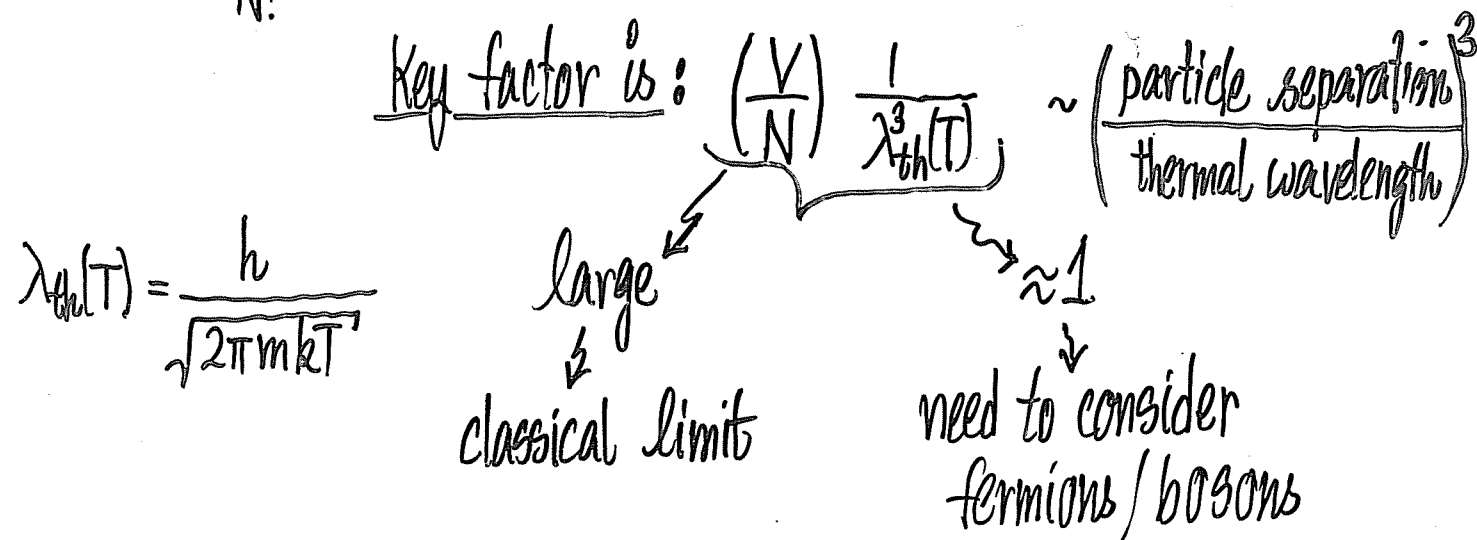 N!
Key factor is : (V/N) 1/λ³th(T) ~ (particle separation/thermal wavelength)³
λth(T) = h/√2πmkT
large
≈1
classical limit
need to consider
fermions / bosons